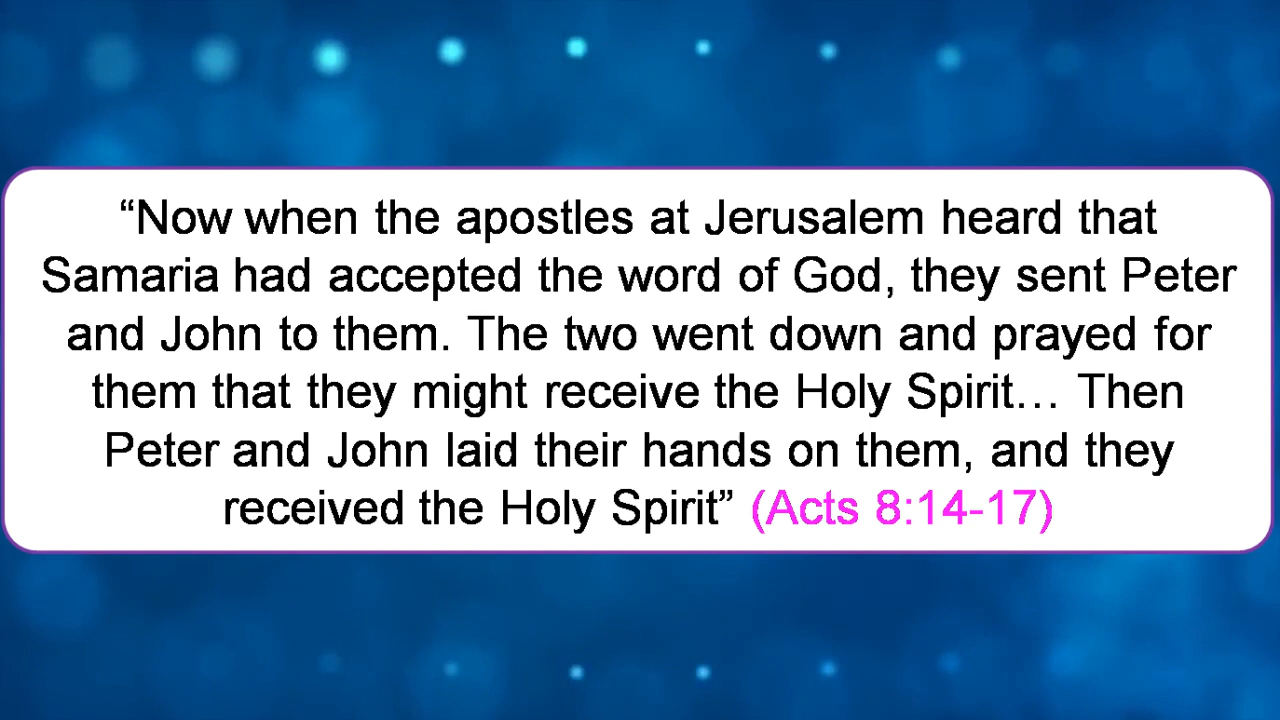 “Now when the apostles at Jerusalem heard that
Samaria had accepted the word of God, they sent Peter
and John to them. The two went down and prayed for
them that they might receive the Holy Spirit… Then
Peter and John laid their hands on them, and they
received the Holy Spirit” (Acts 8:14-17)